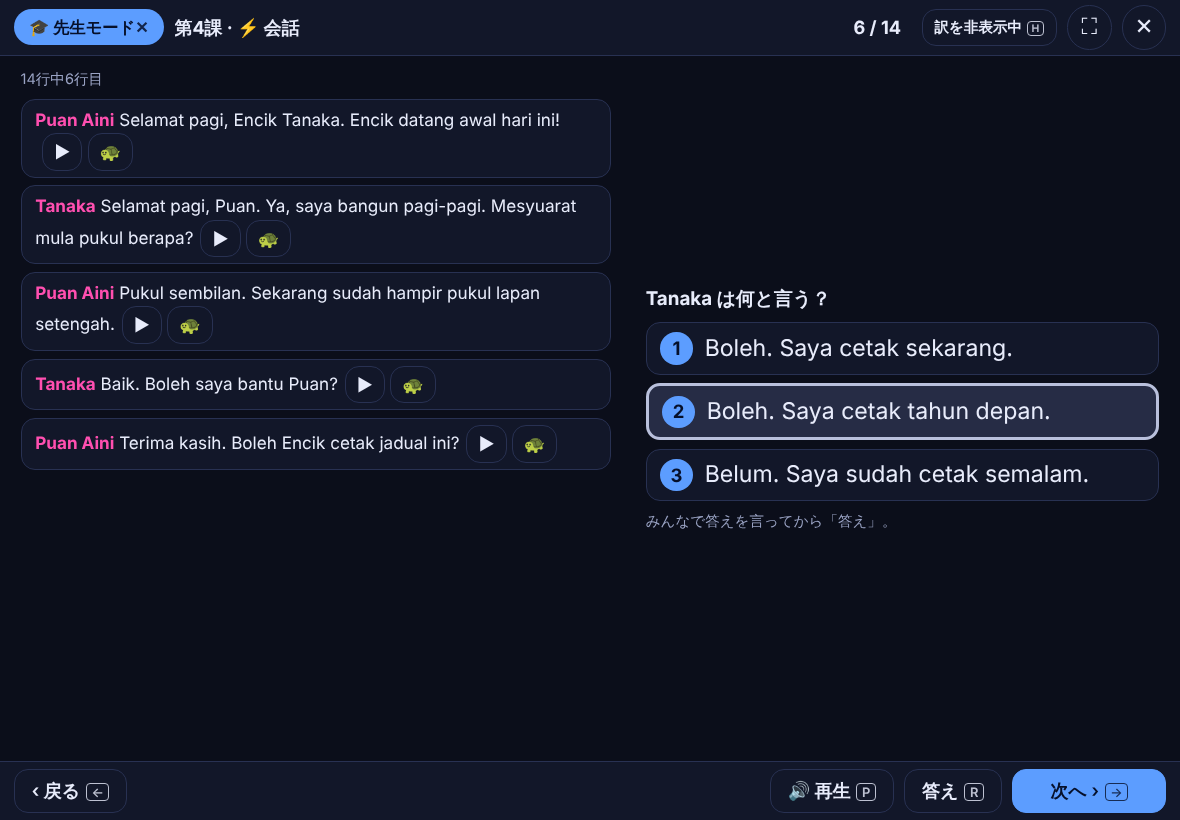 🎓 先生モード✕ 第4課 · ⚡ 会話 6 / 14 訳を非表示中 H ✕
14行中6行目
Puan Aini Selamat pagi, Encik Tanaka. Encik datang awal hari ini!
Tanaka Selamat pagi, Puan. Ya, saya bangun pagi-pagi. Mesyuarat
mula pukul berapa?
Puan Aini Pukul sembilan. Sekarang sudah hampir pukul lapan
setengah.
Tanaka Baik. Boleh saya bantu Puan?
Puan Aini Terima kasih. Boleh Encik cetak jadual ini?
Tanaka は何と言う？
1 Boleh. Saya cetak sekarang.
2 Boleh. Saya cetak tahun depan.
3 Belum. Saya sudah cetak semalam.
みんなで答えを言ってから「答え」。
‹ 戻る ← 🔊 再生 P 答え R 次へ › →